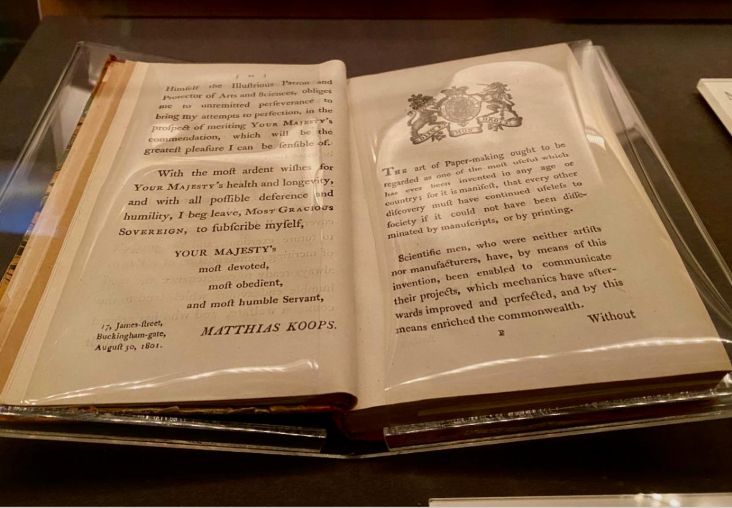 Himself the Illuſtrious Patron and
Protector of Arts and Sciences, obliges
me to unremitted perſeverance to
bring my attempts to perfection, in the
proſpect of meriting YOUR MAJESTY'S
commendation, which will be the
greateſt pleaſure I can be ſenſible of.
With the moſt ardent wiſhes for
YOUR MAJESTY'S health and longevity,
and with all poſſible deference and
humility, I beg leave, MOST GRACIOUS
SOVEREIGN, to ſubſcribe myſelf,
YOUR MAJESTY'S
moſt devoted,
moſt obedient,
and moſt humble Servant,
17, James-ſtreet,
Buckingham-gate,
Auguſt 30, 1801.
MATTHIAS KOOPS.
THE art of Paper-making ought to be
regarded as one of the moſt uſeful which
has ever been invented in any age or
country; for it is manifeſt, that every other
diſcovery muſt have continued uſeleſs to
ſociety if it could not have been diſſe-
minated by manuſcripts, or by printing.
Scientific men, who were neither artiſts
nor manufacturers, have, by means of this
invention, been enabled to communicate
their projects, which mechanics have after-
wards improved and perfected, and by this
means enriched the commonwealth.
B
Without